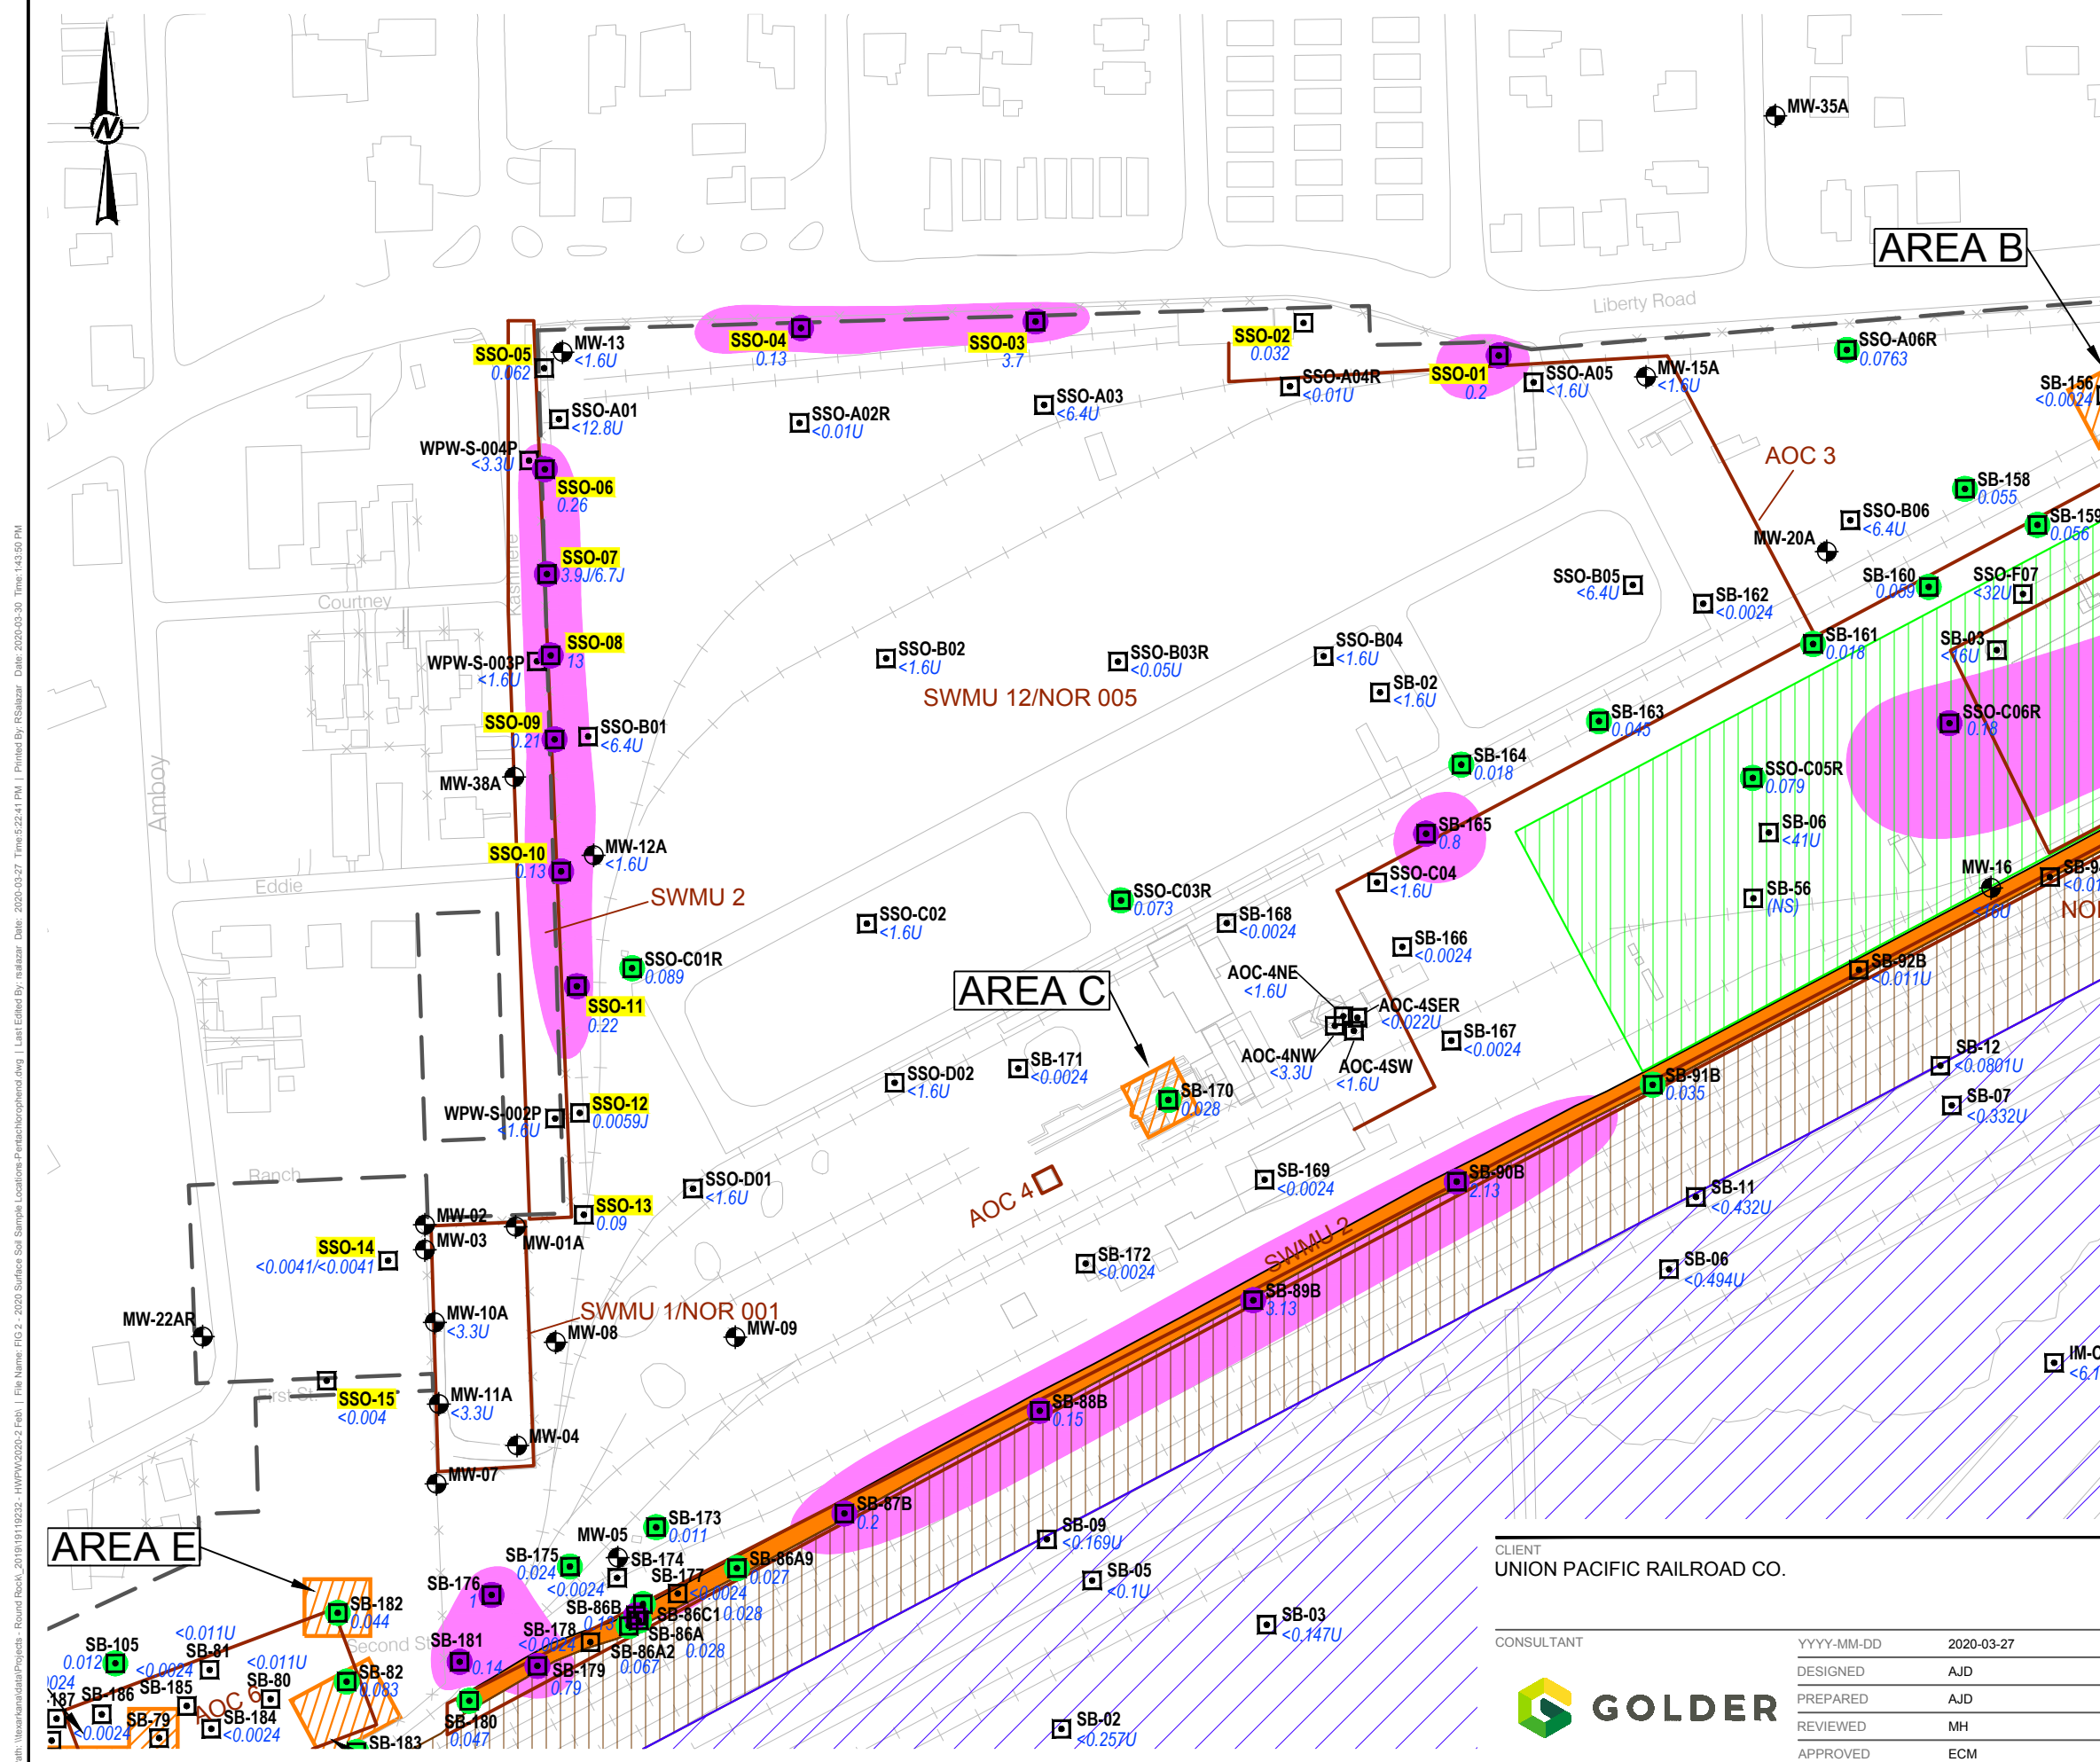 MW-35A
AREA B
Liberty Road
SSO-04
0.13
SSO-03
3.7
SSO-02
0.032
SSO-01
0.2
SSO-A06R
0.0763
SSO-05
0.062
MW-13
<1.6U
SSO-A04R
<0.01U
SSO-A05
<1.6U
MW-15A
<1.6U
SB-156
<0.0024
SSO-A01
<12.8U
SSO-A02R
<0.01U
SSO-A03
<6.4U
WPW-S-004P
<3.3U
SSO-06
0.26
AOC 3
SB-158
0.055
SSO-B06
<6.4U
SB-159
0.056
MW-20A
SSO-07
3.9J/6.7J
Kashmere
Courtney
SSO-B05
<6.4U
SB-162
<0.0024
SB-160
0.059
SSO-F07
<32U
SSO-08
13
WPW-S-003P
<1.6U
SSO-B02
<1.6U
SSO-B03R
<0.05U
SSO-B04
<1.6U
SB-161
0.018
SB-03
<16U
SB-02
<1.6U
SWMU 12/NOR 005
SSO-09
0.21
SSO-B01
<6.4U
SB-163
0.045
SSO-C06R
0.18
MW-38A
SB-164
0.018
SSO-C05R
0.079
Amboy
SSO-10
0.13
MW-12A
<1.6U
SB-165
0.8
SB-06
<41U
Eddie
SWMU 2
SSO-C04
<1.6U
MW-16
<16U
SB-56
(NS)
SSO-C02
<1.6U
SSO-C03R
0.073
SB-168
<0.0024
SB-166
<0.0024
SSO-C01R
0.089
SSO-11
0.22
AREA C
AOC-4NE
<1.6U
AOC-4SER
<0.022U
SB-92B
<0.011U
SB-167
<0.0024
AOC-4NW
<3.3U
AOC-4SW
<1.6U
SSO-D02
<1.6U
SB-171
<0.0024
SB-170
0.028
SB-91B
0.035
SB-12
<0.0801U
SB-07
<0.332U
SSO-12
0.0059J
WPW-S-002P
<1.6U
Ranch
SSO-D01
<1.6U
AOC 4
SB-169
<0.0024
SB-90B
2.13
SB-11
<0.432U
SSO-13
0.09
MW-02
MW-03
MW-01A
SSO-14
<0.0041/<0.0041
SWMU 2
SB-172
<0.0024
SB-06
<0.494U
SB-89B
3.13
MW-22AR
MW-10A
<3.3U
SWMU 1/NOR 001
MW-08
MW-09
First St.
SSO-15
<0.004
MW-11A
<3.3U
SB-88B
0.15
MW-04
MW-07
SB-87B
0.2
AREA E
SB-173
0.011
MW-05
SB-09
<0.169U
SB-175
0.024
SB-174
<0.0024
SB-177
<0.0024
SB-86A9
0.027
SB-05
<0.1U
SB-176
1
SB-182
0.044
SB-86B
0.13
SB-86C1
0.028
SB-86A
0.028
SB-03
<0.147U
Second St
SB-181
0.14
SB-178
<0.0024
SB-86A2
0.067
SB-179
0.79
SB-105
0.012
<0.011U
SB-81
<0.0024
<0.011U
SB-82
0.083
SB-80
SB-185
SB-186
<0.0024
AOC 6
SB-184
<0.0024
SB-79
SB-180
0.047
SB-183
SB-02
<0.257U
CLIENT
UNION PACIFIC RAILROAD CO.
CONSULTANT
GOLDER
YYYY-MM-DD 2020-03-27
DESIGNED AJD
PREPARED AJD
REVIEWED MH
APPROVED ECM